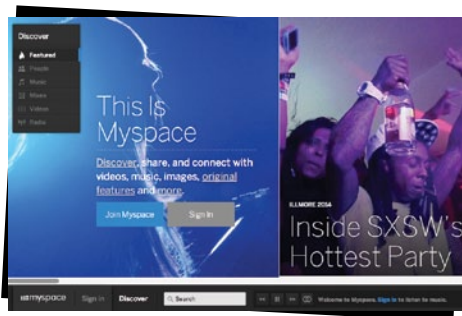 Discover
Featured
People
Music
Mixes
Videos
Radio
This Is
Myspace
Discover, share, and connect with
videos, music, images, original
features and more.
Join Myspace
Sign In
ILLMORE 2014
Inside SXSW's
Hottest Party
myspace
Sign in
Discover
Search
Welcome to Myspace. Sign in to listen to music.